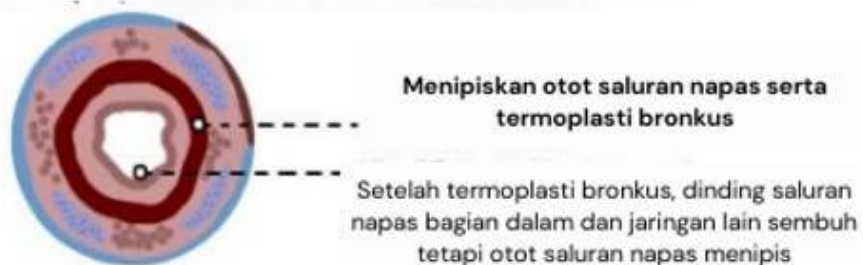 Menipiskan otot saluran napas serta
termoplasti bronkus
Setelah termoplasti bronkus, dinding saluran
napas bagian dalam dan jaringan lain sembuh
tetapi otot saluran napas menipis